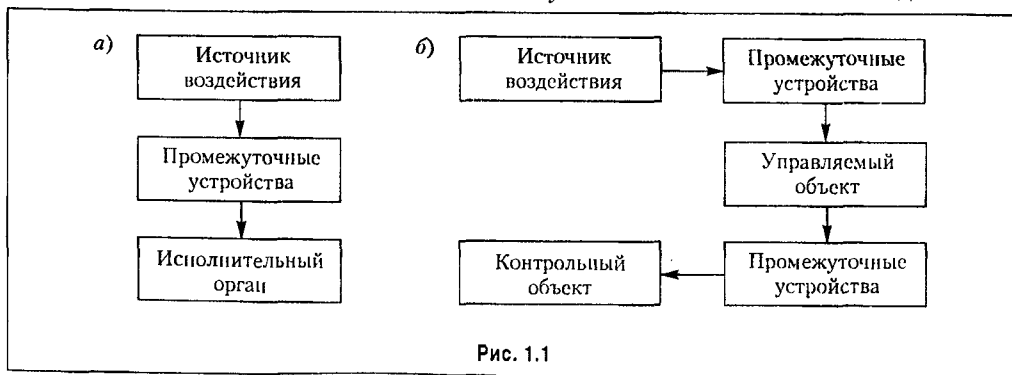 а)
Источник
воздействия
Промежуточные
устройства
Исполнительный
орган
б)
Источник
воздействия
Промежуточные
устройства
Управляемый
объект
Промежуточные
устройства
Контрольный
объект
Рис. 1.1